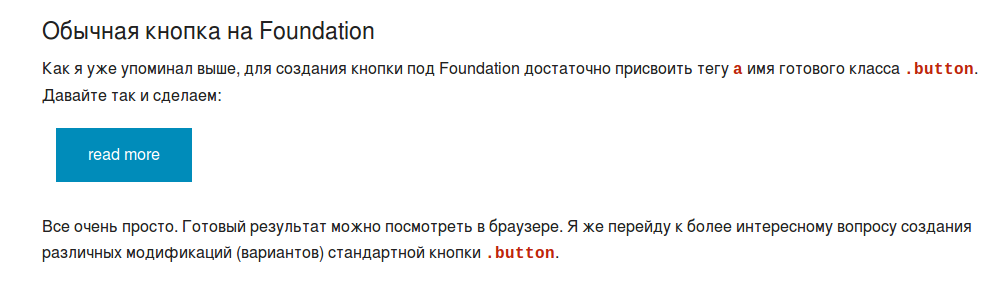 Обычная кнопка на Foundation
Как я уже упоминал выше, для создания кнопки под Foundation достаточно присвоить тегу a имя готового класса .button.
Давайте так и сделаем:
read more
Все очень просто. Готовый результат можно посмотреть в браузере. Я же перейду к более интересному вопросу создания
различных модификаций (вариантов) стандартной кнопки .button.